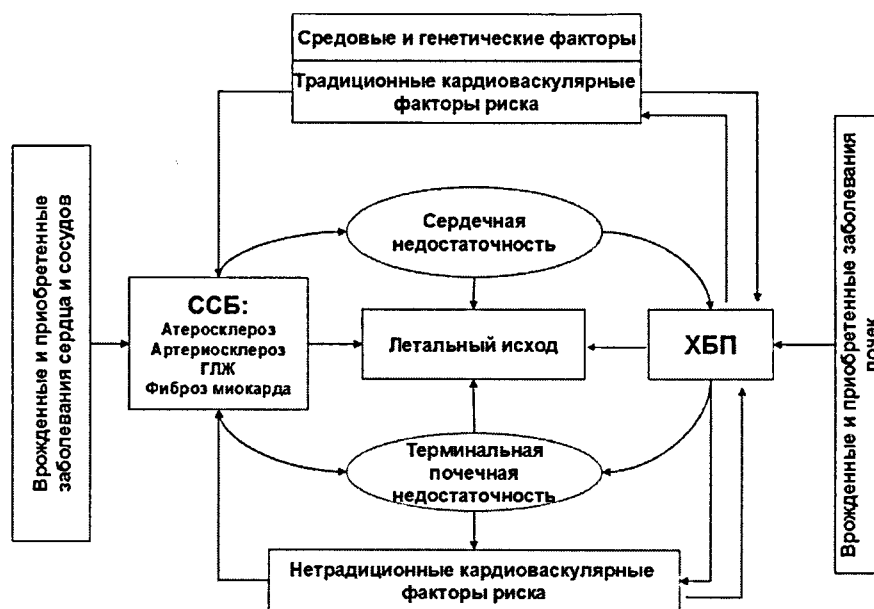 Средовые и генетические факторы
Традиционные кардиоваскулярные
факторы риска
Врожденные и приобретенные
заболевания сердца и сосудов
Сердечная
недостаточность
ССБ:
Атеросклероз
Артериосклероз
ГЛЖ
Фиброз миокарда
Летальный исход
ХБП
Врожденные и приобретенные заболевания
почек
Терминальная
почечная
недостаточность
Нетрадиционные кардиоваскулярные
факторы риска